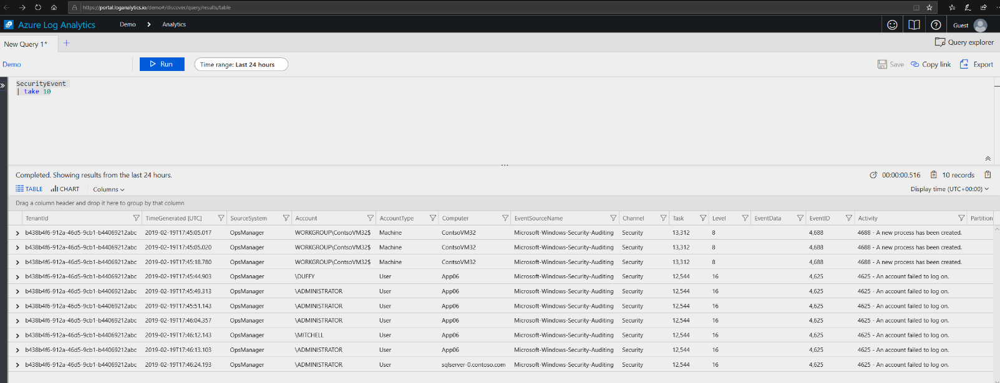 https://portal.loganalytics.io/demo#/discover/query/results/table
Azure Log Analytics Demo Analytics Guest
New Query 1* + Query explorer
Demo Run Time range: Last 24 hours Save Copy link Export
SecurityEvent
| take 10
Completed. Showing results from the last 24 hours. 00:00:00.516 10 records
TABLE CHART Columns Display time (UTC+00:00)
Drag a column header and drop it here to group by that column
TenantId TimeGenerated [UTC] SourceSystem Account AccountType Computer EventSourceName Channel Task Level EventData EventID Activity Partition
b438b4f6-912a-46d5-9cb1-b44069212abc 2019-02-19T17:45:05.017 OpsManager WORKGROUP\ContsoVM32$ Machine ContsoVM32 Microsoft-Windows-Security-Auditing Security 13,312 8 4,688 4688 - A new process has been created.
b438b4f6-912a-46d5-9cb1-b44069212abc 2019-02-19T17:45:05.020 OpsManager WORKGROUP\ContsoVM32$ Machine ContsoVM32 Microsoft-Windows-Security-Auditing Security 13,312 8 4,688 4688 - A new process has been created.
b438b4f6-912a-46d5-9cb1-b44069212abc 2019-02-19T17:45:18.780 OpsManager WORKGROUP\ContsoVM32$ Machine ContsoVM32 Microsoft-Windows-Security-Auditing Security 13,312 8 4,688 4688 - A new process has been created.
b438b4f6-912a-46d5-9cb1-b44069212abc 2019-02-19T17:45:44.903 OpsManager \DUFFY User App06 Microsoft-Windows-Security-Auditing Security 12,544 16 4,625 4625 - An account failed to log on.
b438b4f6-912a-46d5-9cb1-b44069212abc 2019-02-19T17:45:49.313 OpsManager \ADMINISTRATOR User App06 Microsoft-Windows-Security-Auditing Security 12,544 16 4,625 4625 - An account failed to log on.
b438b4f6-912a-46d5-9cb1-b44069212abc 2019-02-19T17:45:51.143 OpsManager \ADMINISTRATOR User App06 Microsoft-Windows-Security-Auditing Security 12,544 16 4,625 4625 - An account failed to log on.
b438b4f6-912a-46d5-9cb1-b44069212abc 2019-02-19T17:46:04.357 OpsManager \ADMINISTRATOR User App06 Microsoft-Windows-Security-Auditing Security 12,544 16 4,625 4625 - An account failed to log on.
b438b4f6-912a-46d5-9cb1-b44069212abc 2019-02-19T17:46:12.143 OpsManager \MITCHELL User App06 Microsoft-Windows-Security-Auditing Security 12,544 16 4,625 4625 - An account failed to log on.
b438b4f6-912a-46d5-9cb1-b44069212abc 2019-02-19T17:46:13.103 OpsManager \ADMINISTRATOR User App06 Microsoft-Windows-Security-Auditing Security 12,544 16 4,625 4625 - An account failed to log on.
b438b4f6-912a-46d5-9cb1-b44069212abc 2019-02-19T17:46:24.193 OpsManager \ADMINISTRATOR User sqlserver-0.contoso.com Microsoft-Windows-Security-Auditing Security 12,544 16 4,625 4625 - An account failed to log on.